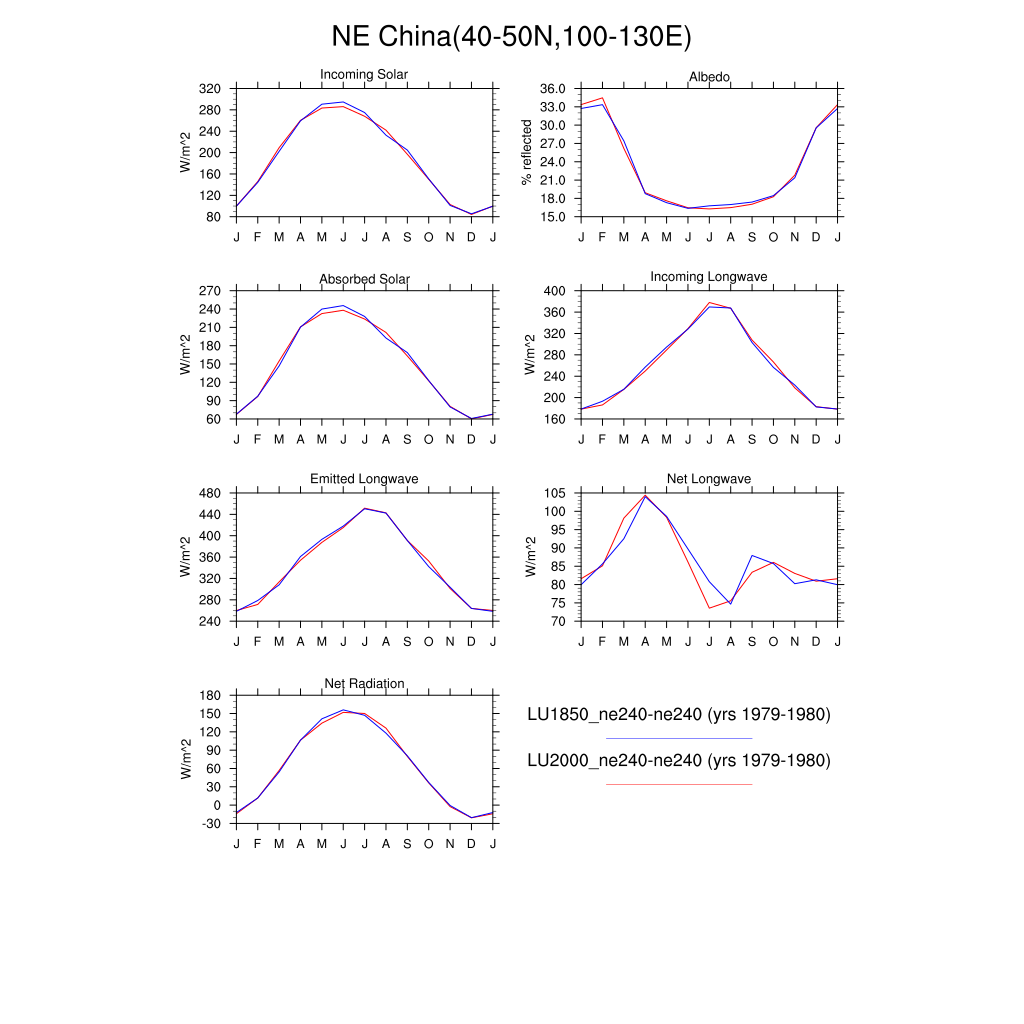 NE China(40-50N,100-130E)
Incoming Solar
W/m^2
320
280
240
200
160
120
80
J F M A M J J A S O N D J
Albedo
% reflected
36.0
33.0
30.0
27.0
24.0
21.0
18.0
15.0
J F M A M J J A S O N D J
Absorbed Solar
W/m^2
270
240
210
180
150
120
90
60
J F M A M J J A S O N D J
Incoming Longwave
W/m^2
400
360
320
280
240
200
160
J F M A M J J A S O N D J
Emitted Longwave
W/m^2
480
440
400
360
320
280
240
J F M A M J J A S O N D J
Net Longwave
W/m^2
105
100
95
90
85
80
75
70
J F M A M J J A S O N D J
Net Radiation
W/m^2
180
150
120
90
60
30
0
-30
J F M A M J J A S O N D J
LU1850_ne240-ne240 (yrs 1979-1980)
LU2000_ne240-ne240 (yrs 1979-1980)